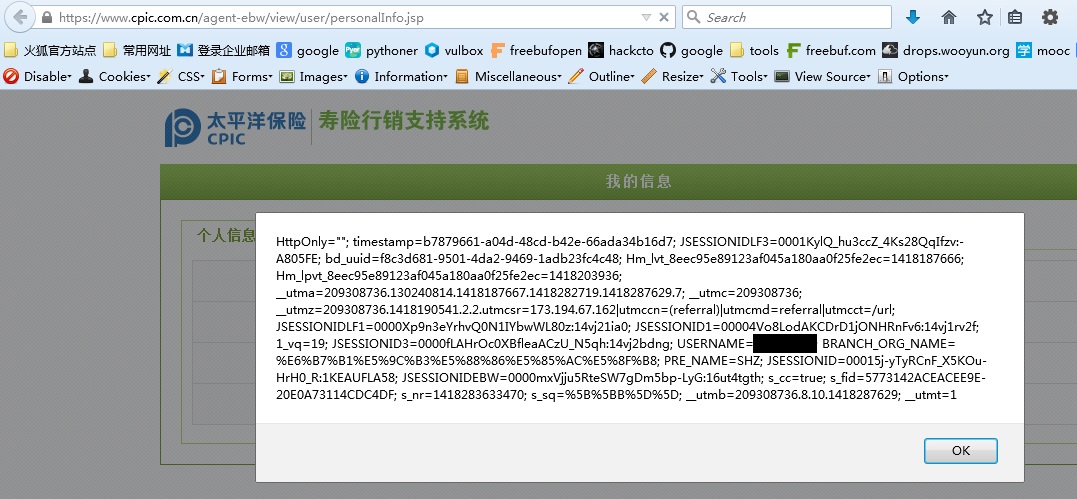 https://www.cpic.com.cn/agent-ebw/view/user/personalInfo.jsp Search
火狐官方站点 常用网址 登录企业邮箱 google pythoner vulbox freebufopen hackcto google tools freebuf.com drops.wooyun.org mooc
Disable Cookies CSS Forms Images Information Miscellaneous Outline Resize Tools View Source Options
太平洋保险 寿险行销支持系统
CPIC
我的信息
个人信息
HttpOnly=""; timestamp=b7879661-a04d-48cd-b42e-66ada34b16d7; JSESSIONIDLF3=0001KylQ_hu3ccZ_4Ks28QqIfzv:-
A805FE; bd_uuid=f8c3d681-9501-4da2-9469-1adb23fc4c48; Hm_lvt_8eec95e89123af045a180aa0f25fe2ec=1418187666;
Hm_lpvt_8eec95e89123af045a180aa0f25fe2ec=1418203936;
__utma=209308736.130240814.1418187667.1418282719.1418287629.7; __utmc=209308736;
__utmz=209308736.1418190541.2.2.utmcsr=173.194.67.162|utmccn=(referral)|utmcmd=referral|utmcct=/url;
JSESSIONIDLF1=0000Xp9n3eYrhvQ0N1IYbwWL80z:14vj21ia0; JSESSIONID1=00004Vo8LodAKCDrD1jONHRnFv6:14vj1rv2f;
1_vq=19; JSESSIONID3=0000fLAHrOc0XBfleaACzU_N5qh:14vj2bdng; USERNAME= BRANCH_ORG_NAME=
%E6%B7%B1%E5%9C%B3%E5%88%86%E5%85%AC%E5%8F%B8; PRE_NAME=SHZ; JSESSIONID=00015j-yTyRCnF_X5KOu-
HrH0_R:1KEAUFLA58; JSESSIONIDEBW=0000mxVjju5RteSW7gDm5bp-LyG:16ut4tgth; s_cc=true; s_fid=5773142ACEACEE9E-
20E0A73114CDC4DF; s_nr=1418283633470; s_sq=%5B%5BB%5D%5D; __utmb=209308736.8.10.1418287629; __utmt=1
OK